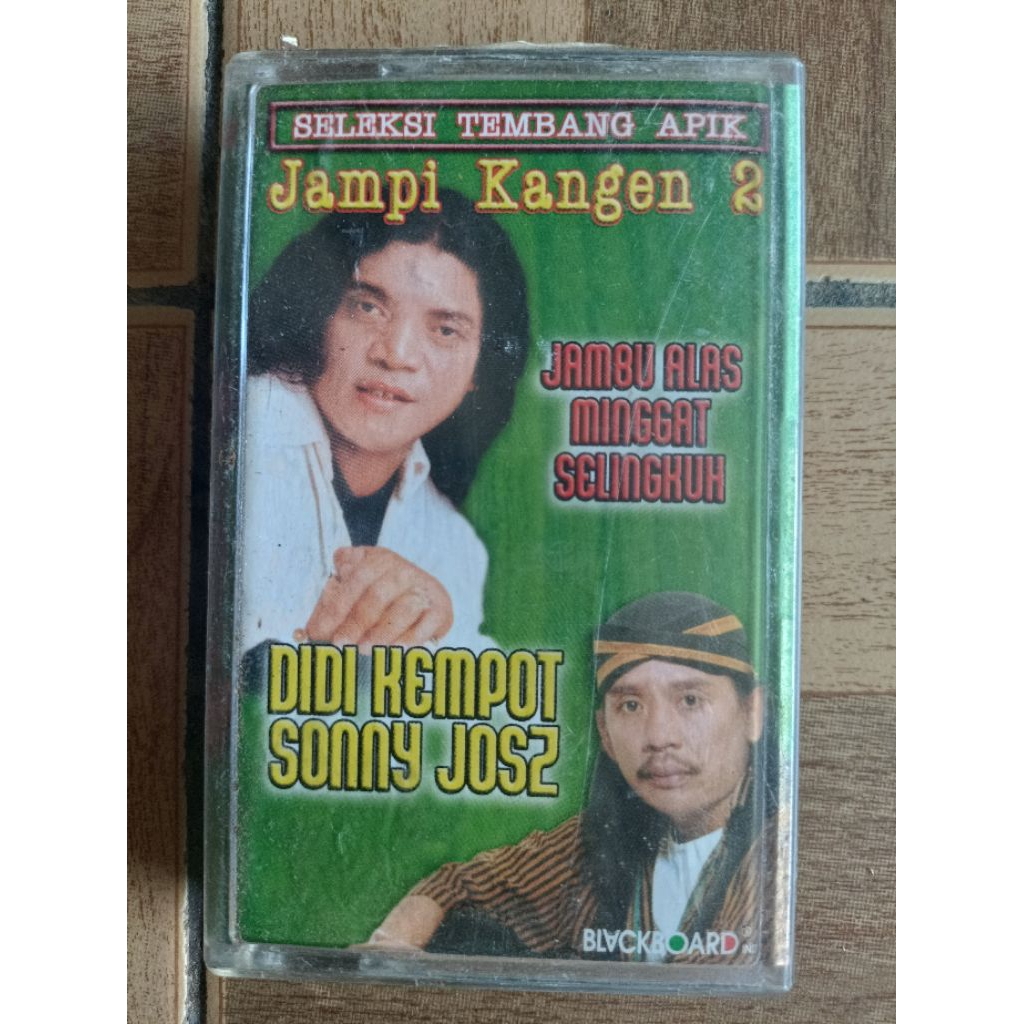 SELEKSI TEMBANG APIK
Jampi Kangen 2
JAMBU ALAS
MINGGAT
SELINGKUH
DIDI KEMPOT
SONNY JOSZ
BLACKBOARD